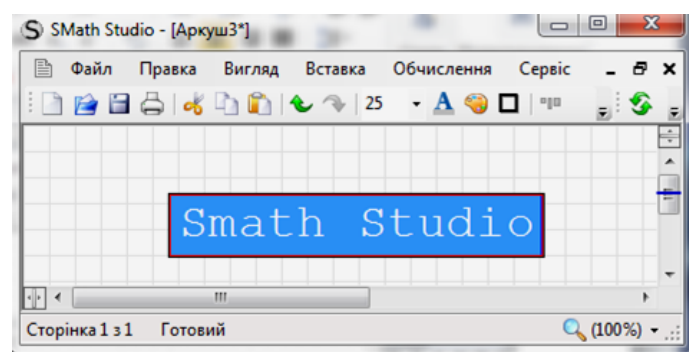 SMath Studio - [Аркуш3*]
Файл Правка Вигляд Вставка Обчислення Сервіс
25
Smath Studio
Сторінка 1 з 1 Готовий (100%)